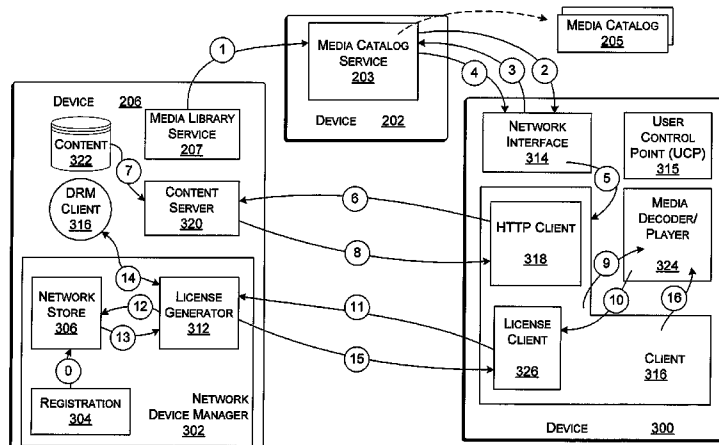 MEDIA CATALOG
205
1
MEDIA CATALOG
SERVICE
203
3
2
4
DEVICE 202
DEVICE 206
CONTENT
322
MEDIA LIBRARY
SERVICE
207
7
DRM
CLIENT
316
CONTENT
SERVER
320
6
8
14
NETWORK
STORE
306
12
13
LICENSE
GENERATOR
312
11
15
0
REGISTRATION
304
NETWORK
DEVICE MANAGER
302
NETWORK
INTERFACE
314
USER
CONTROL
POINT (UCP)
315
5
HTTP CLIENT
318
MEDIA
DECODER/
PLAYER
324
9
10
16
LICENSE
CLIENT
326
CLIENT
316
DEVICE 300